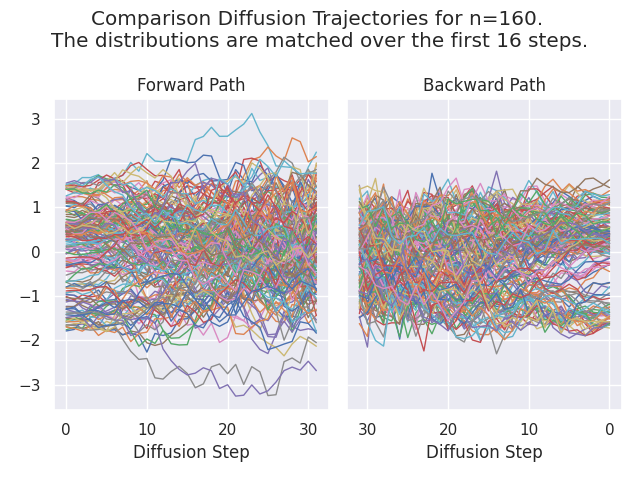 Comparison Diffusion Trajectories for n=160.
The distributions are matched over the first 16 steps.
Forward Path
Backward Path
3
2
1
0
−1
−2
−3
0 10 20 30
30 20 10 0
Diffusion Step
Diffusion Step